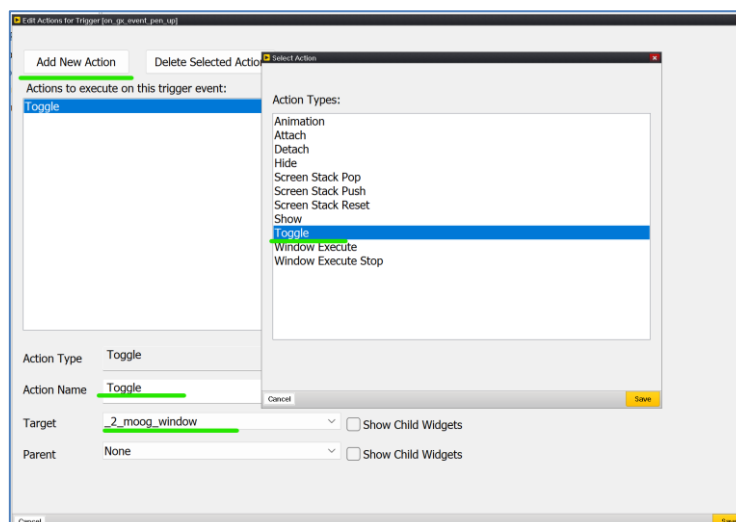 Edit Actions for Trigger [on_gx_event_pen_up]
Add New Action
Delete Selected Actio
Select Action
Actions to execute on this trigger event:
Toggle
Action Types:
Animation
Attach
Detach
Hide
Screen Stack Pop
Screen Stack Push
Screen Stack Reset
Show
Toggle
Window Execute
Window Execute Stop
Action Type
Toggle
Action Name
Toggle
Cancel
Save
Target
_2_moog_window
Show Child Widgets
Parent
None
Show Child Widgets
Cancel
Save